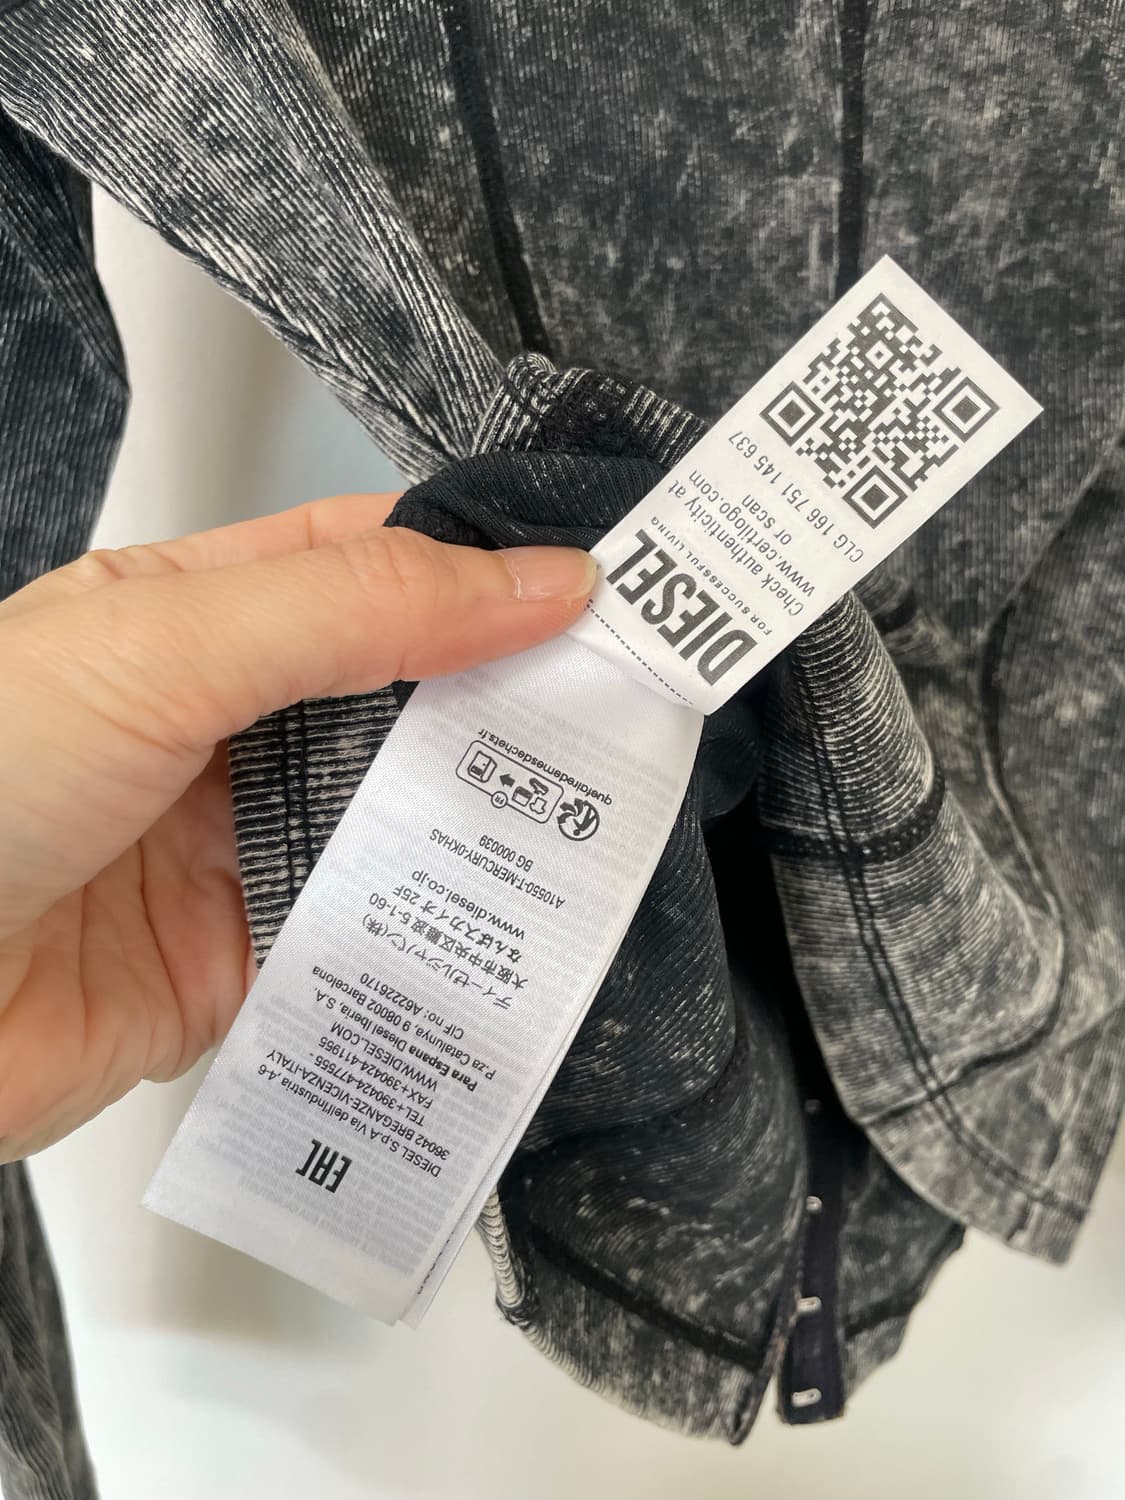 DIESEL
FOR SUCCESSFUL LIVING
Check authenticity at
www.certilogo.com
or scan
CLG 166 751 145 637
EAC
DIESEL S.p.A Via dell'Industria ,4-6
36042 BREGANZE-VICENZA-ITALY
TEL+390424-477555 -
FAX+390424-411955
WWW.DIESEL.COM
Para Espana Diesel Iberia, S.A.
P.za Catalunya, 9 08002 Barcelona
CIF no: A62226170
ディーゼルジャパン(株)
大阪市中央区難波 5-1-60
なんばスカイオ 25F
www.diesel.co.jp
A10550-T-MERCURY-0KHAS
BG 000039
FR
quefairedemesdechets.fr